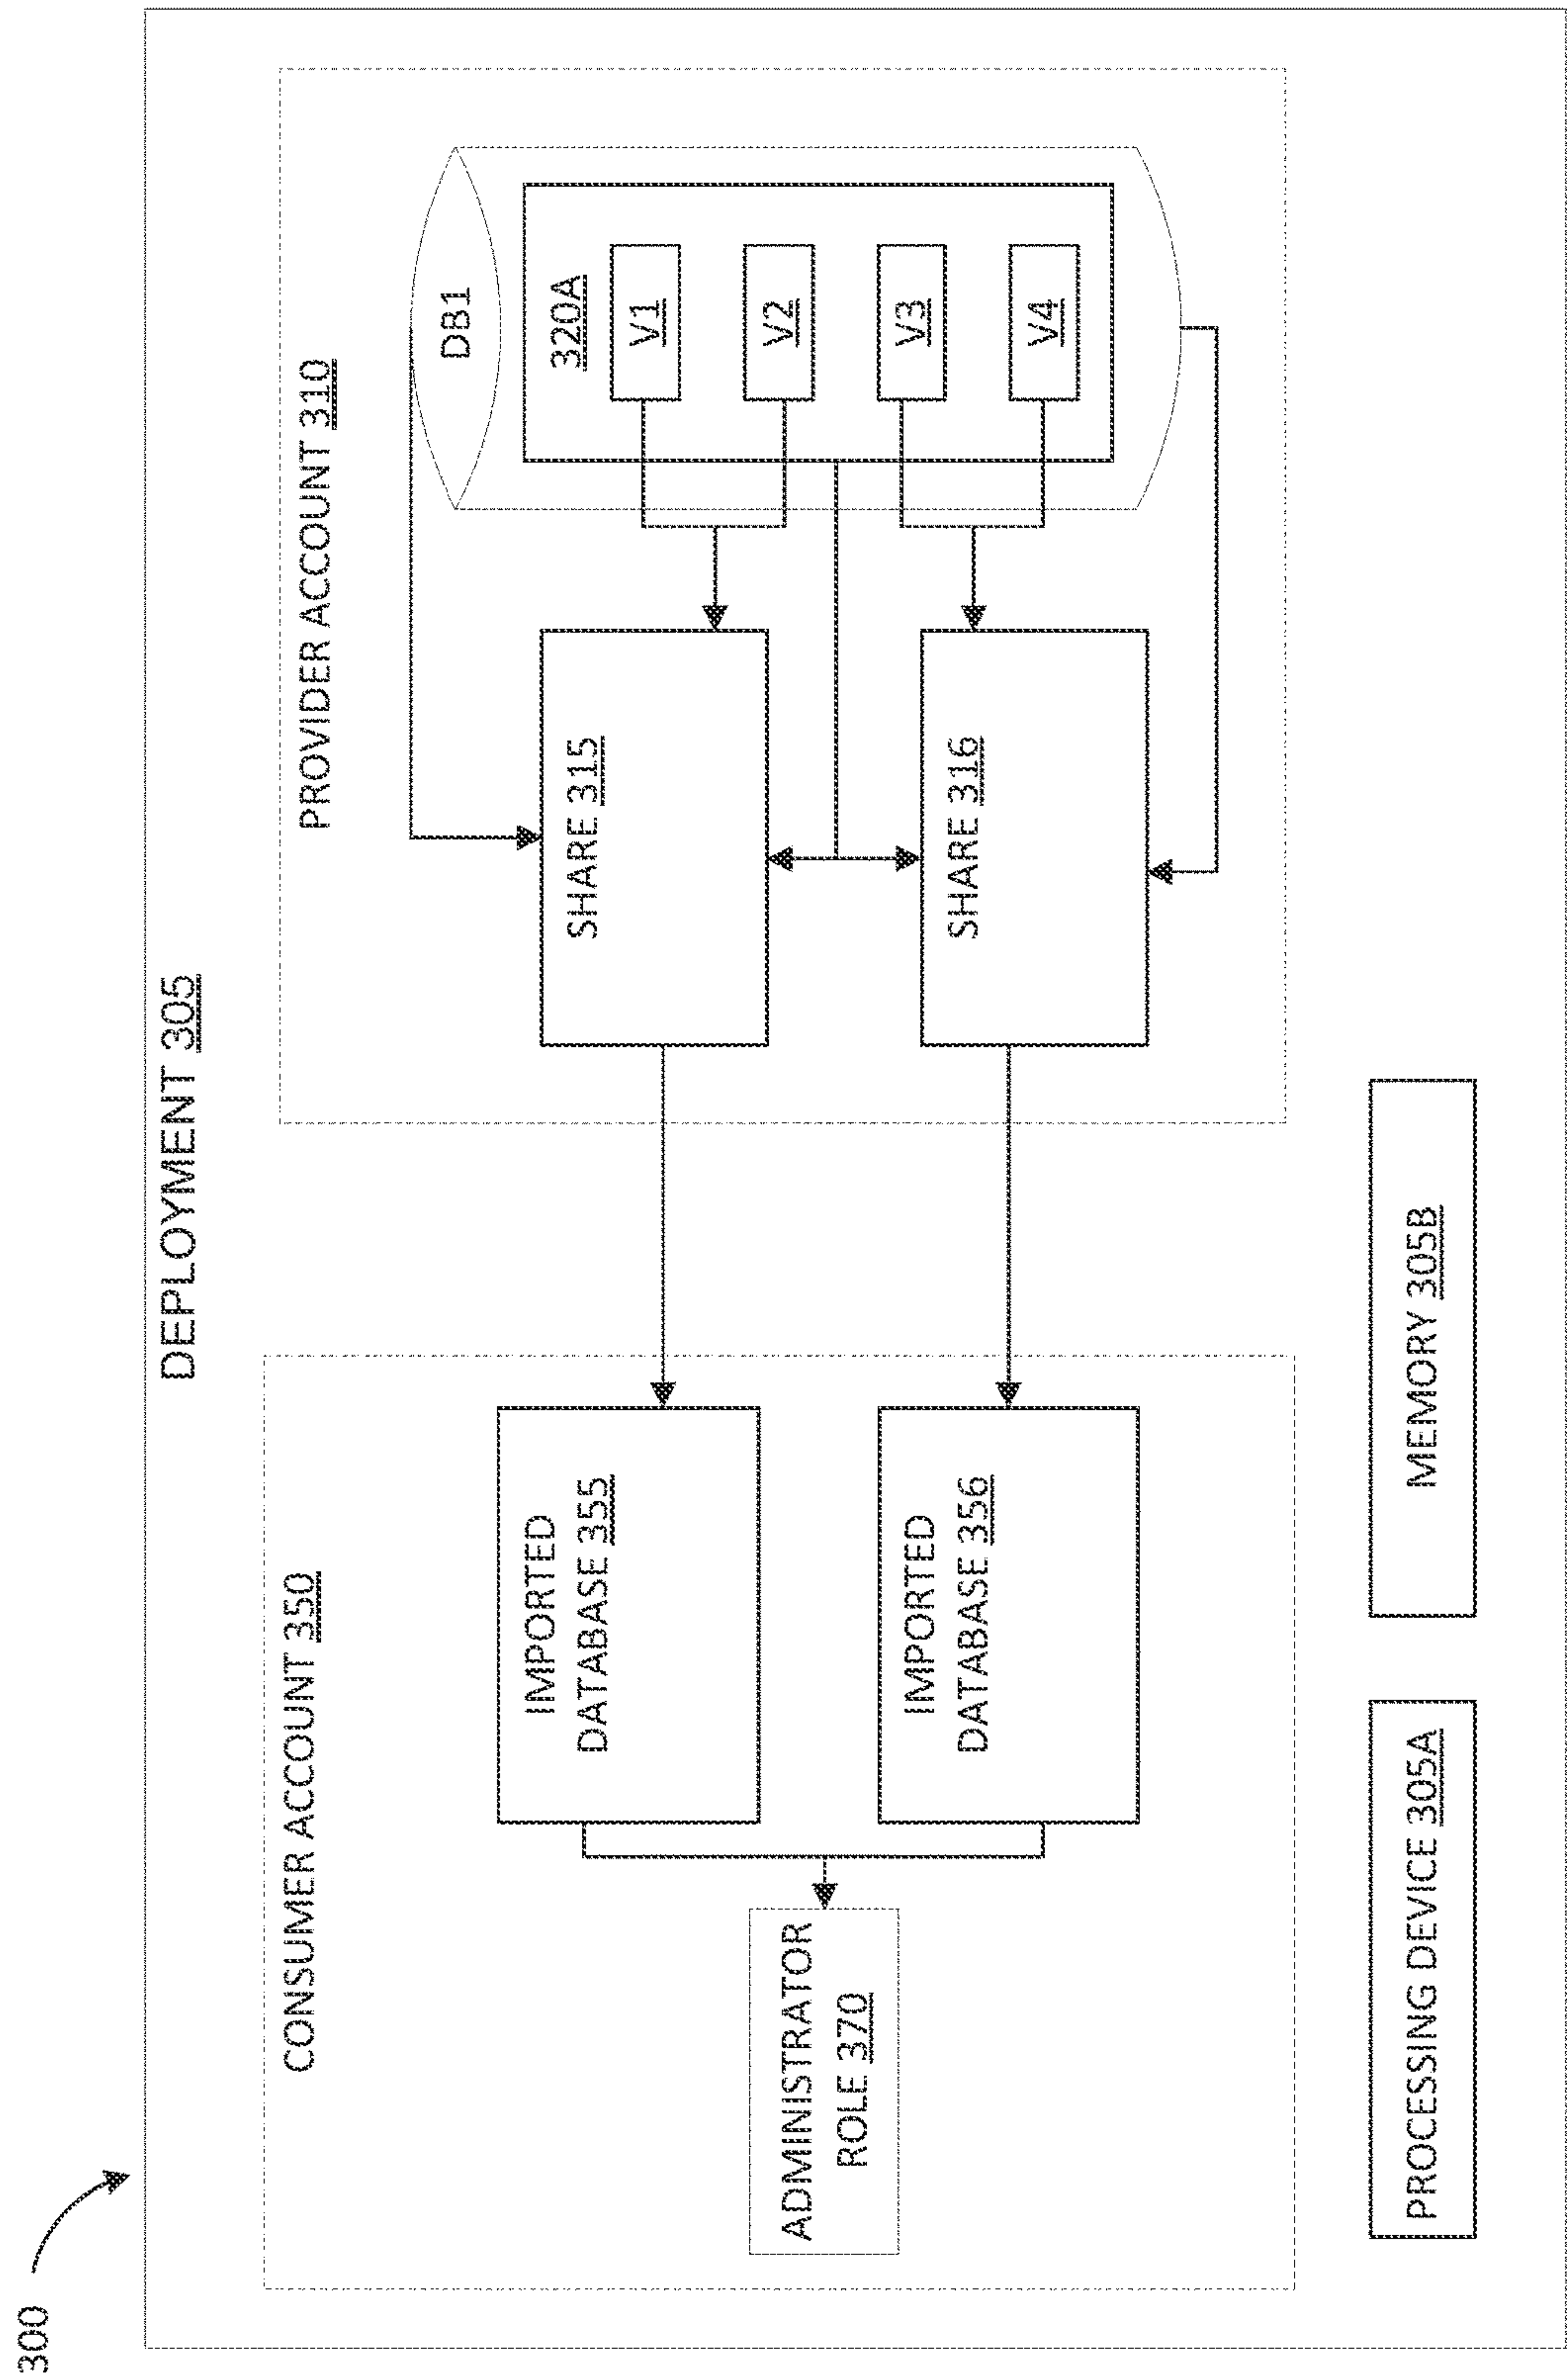 300
DEPLOYMENT 305
CONSUMER ACCOUNT 350
ADMINISTRATOR
ROLE 370
IMPORTED
DATABASE 355
IMPORTED
DATABASE 356
PROVIDER ACCOUNT 310
SHARE 315
SHARE 316
DB1
320A
V1
V2
V3
V4
PROCESSING DEVICE 305A
MEMORY 305B